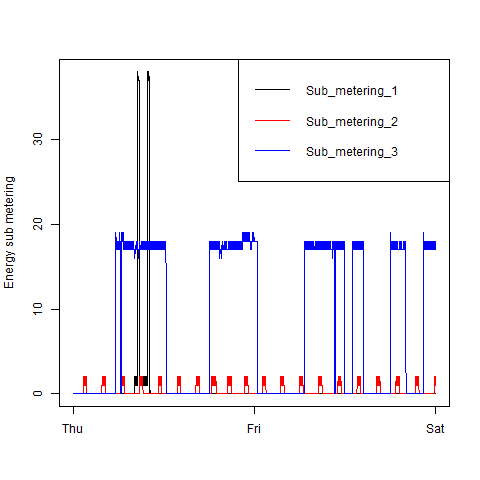 Sub_metering_1
Sub_metering_2
Sub_metering_3
Energy sub metering
30
20
10
0
Thu Fri Sat